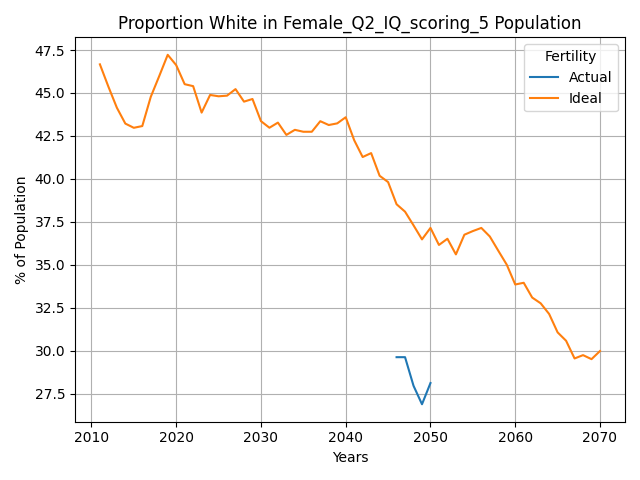 Proportion White in Female_Q2_IQ_scoring_5 Population
Fertility
Actual
Ideal
% of Population
47.5
45.0
42.5
40.0
37.5
35.0
32.5
30.0
27.5
2010 2020 2030 2040 2050 2060 2070
Years